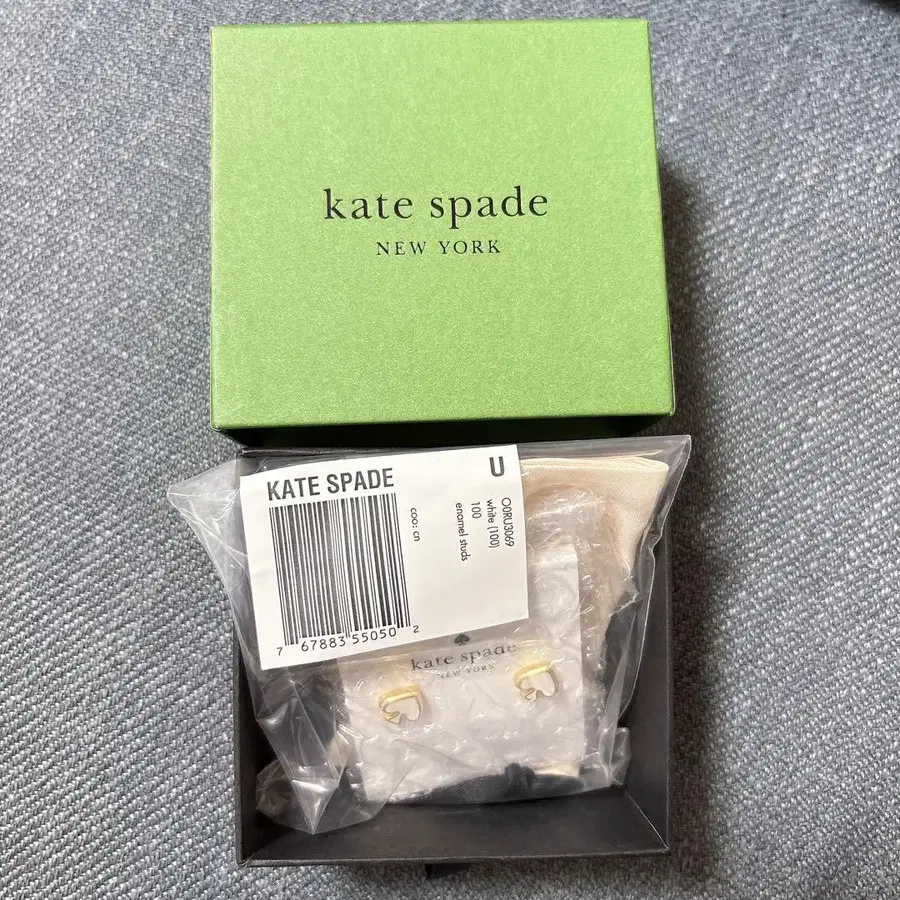 kate spade
NEW YORK
KATE SPADE
U
O0RU3069
white (100)
100
enamel studs
coo: cn
7 67883 55050 2
kate spade
NEW YORK